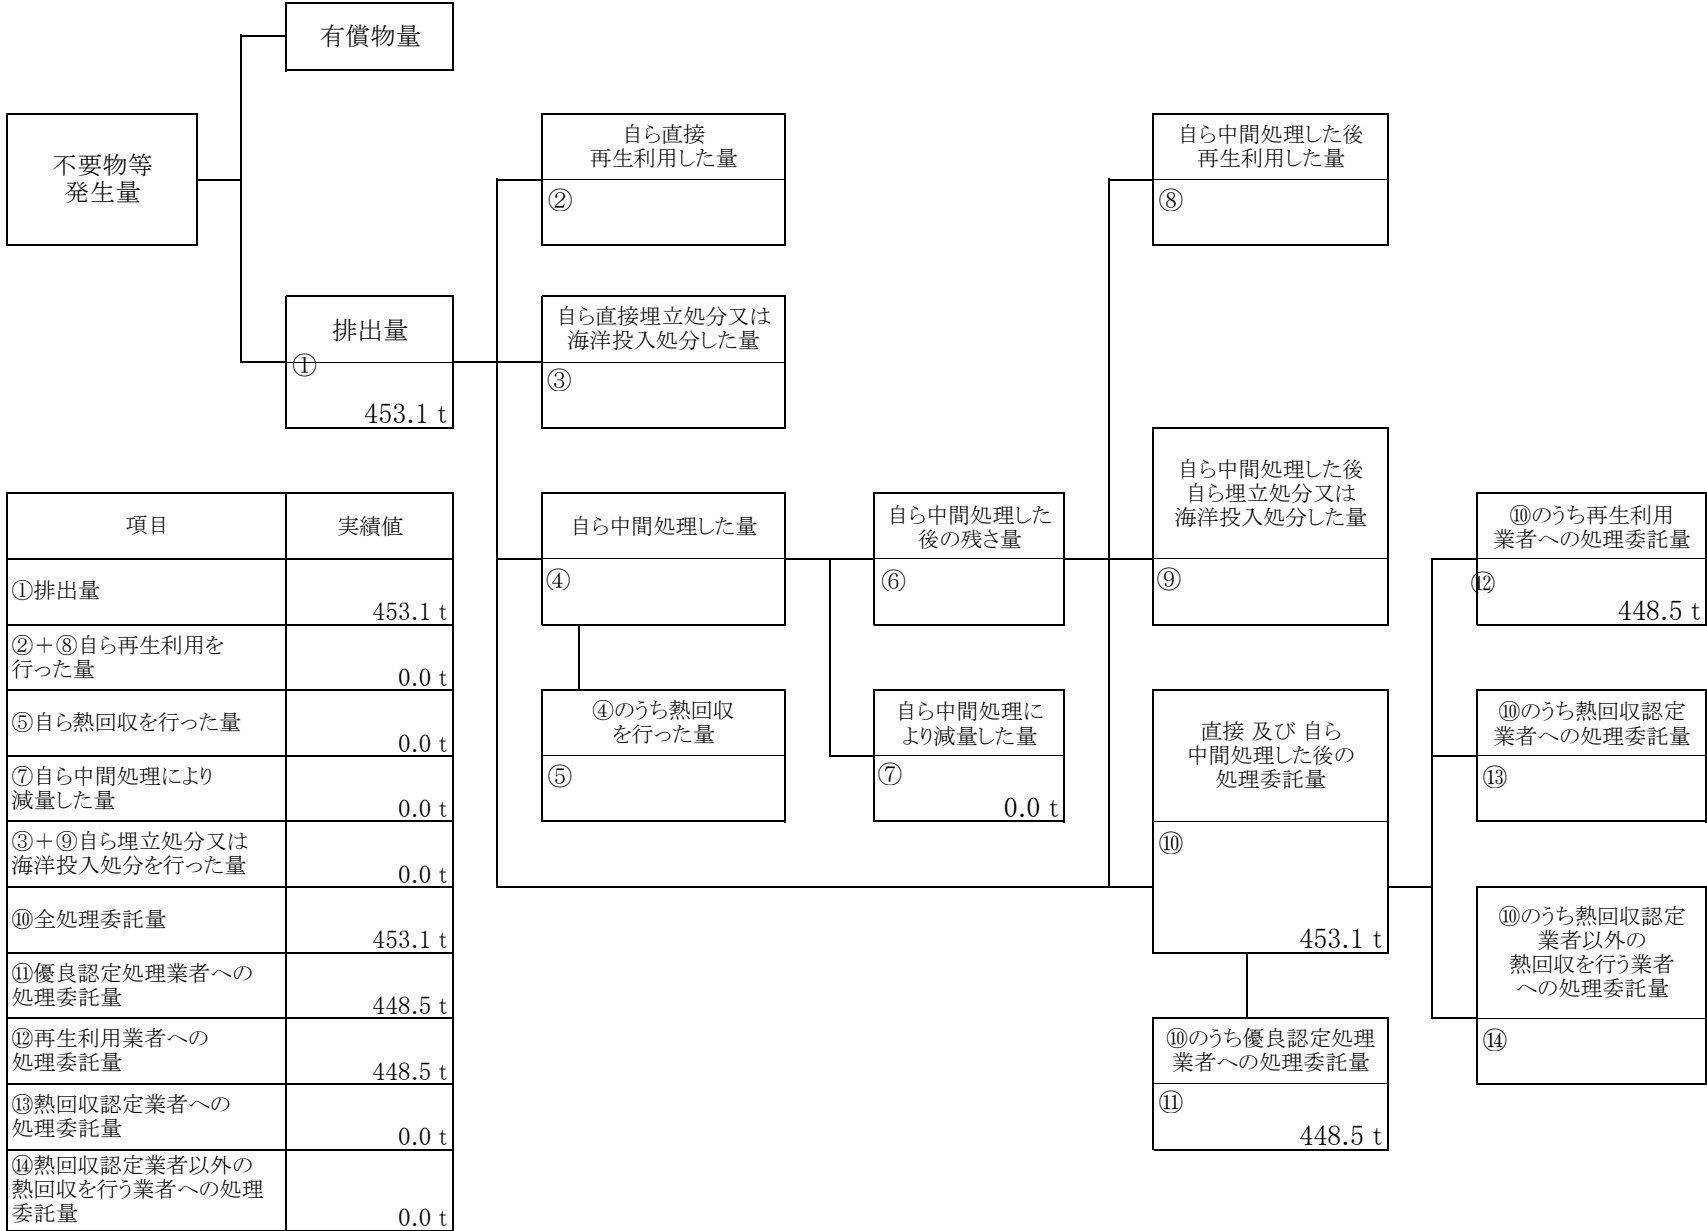 有償物量
不要物等
発生量
自ら直接
再生利用した量
②
自ら中間処理した後
再生利用した量
⑧
排出量
①
453.1 t
自ら直接埋立処分又は
海洋投入処分した量
③
自ら中間処理した量
④
自ら中間処理した
後の残さ量
⑥
自ら中間処理した後
自ら埋立処分又は
海洋投入処分した量
⑨
⑩のうち再生利用
業者への処理委託量
⑫
448.5 t
④のうち熱回収
を行った量
⑤
自ら中間処理に
より減量した量
⑦
0.0 t
直接 及び 自ら
中間処理した後の
処理委託量
⑩
453.1 t
⑩のうち熱回収認定
業者への処理委託量
⑬
⑩のうち熱回収認定
業者以外の
熱回収を行う業者
への処理委託量
⑭
⑩のうち優良認定処理
業者への処理委託量
⑪
448.5 t
項目 実績値
①排出量
453.1 t
②＋⑧自ら再生利用を
行った量
0.0 t
⑤自ら熱回収を行った量
0.0 t
⑦自ら中間処理により
減量した量
0.0 t
③＋⑨自ら埋立処分又は
海洋投入処分を行った量
0.0 t
⑩全処理委託量
453.1 t
⑪優良認定処理業者への
処理委託量
448.5 t
⑫再生利用業者への
処理委託量
448.5 t
⑬熱回収認定業者への
処理委託量
0.0 t
⑭熱回収認定業者以外の
熱回収を行う業者への処理
委託量
0.0 t